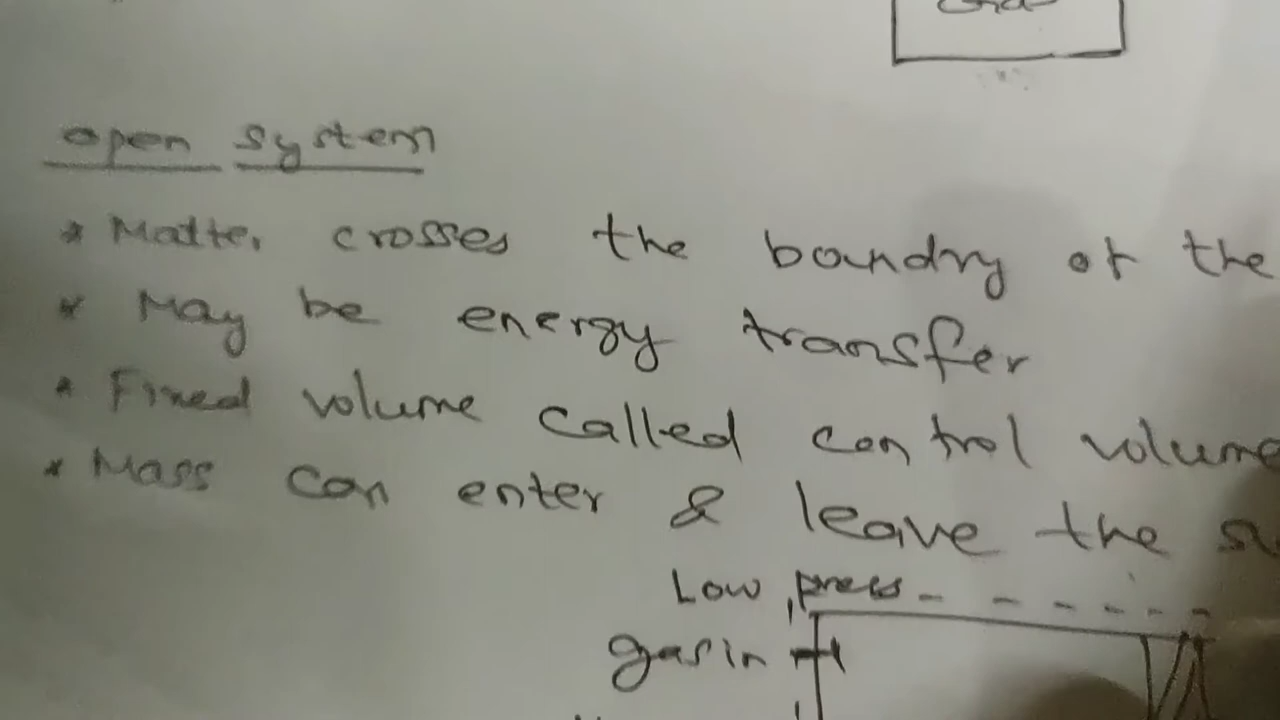 open system
* Matter crosses the boundry of the
* May be energy transfer
* Fixed volume called control volume
* Mass can enter & leave the
Low press
gas in